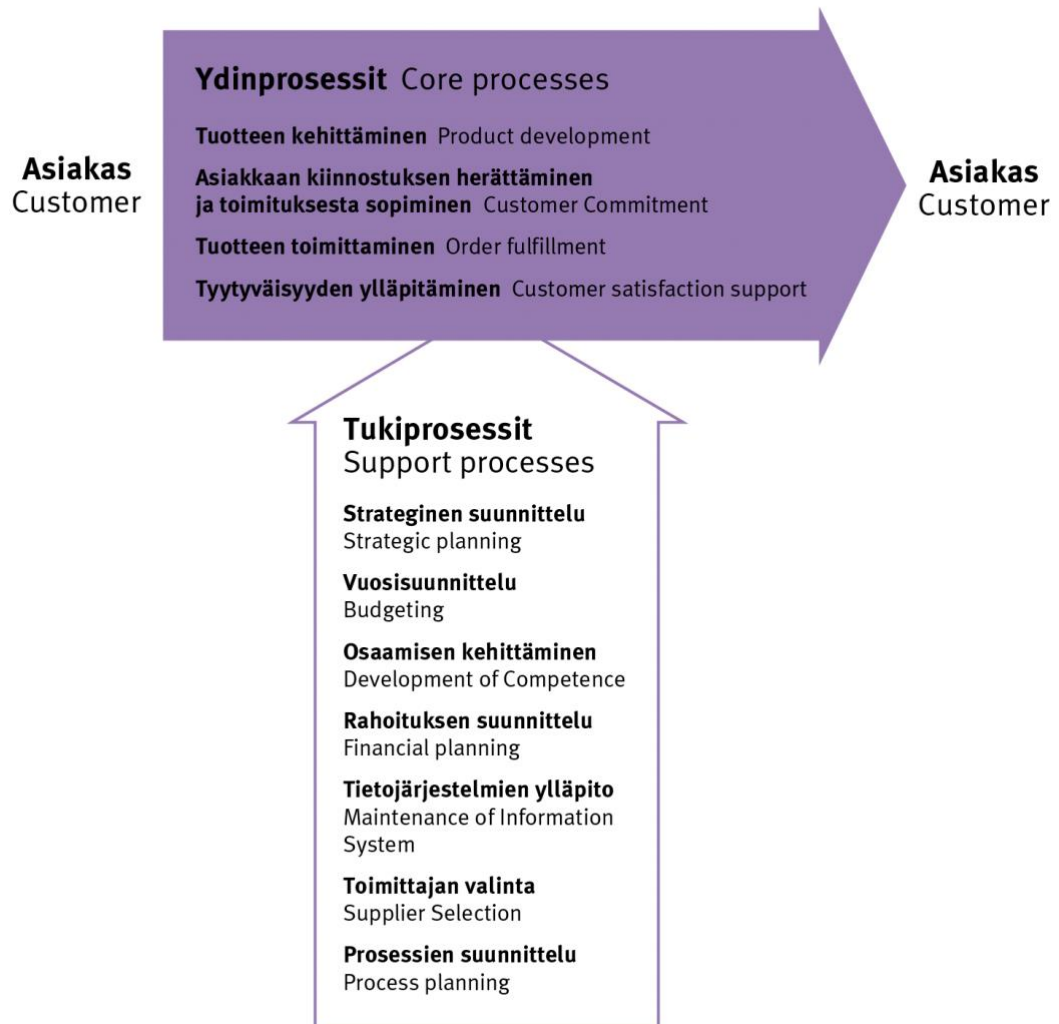 Ydinprosessit Core processes
Tuotteen kehittäminen Product development
Asiakkaan kiinnostuksen herättäminen
ja toimituksesta sopiminen Customer Commitment
Tuotteen toimittaminen Order fulfillment
Tyytyväisyyden ylläpitäminen Customer satisfaction support
Asiakas
Customer
Asiakas
Customer
Tukiprosessit
Support processes
Strateginen suunnittelu
Strategic planning
Vuosisuunnittelu
Budgeting
Osaamisen kehittäminen
Development of Competence
Rahoituksen suunnittelu
Financial planning
Tietojärjestelmien ylläpito
Maintenance of Information
System
Toimittajan valinta
Supplier Selection
Prosessien suunnittelu
Process planning